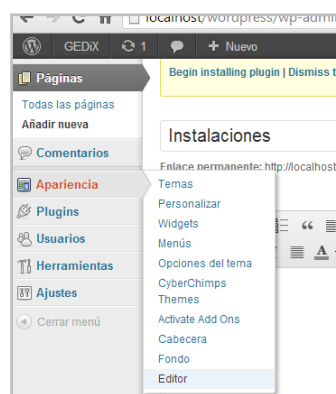 localhost/wordpress/wp-admin
GEDiX 1 + Nuevo
Páginas
Begin installing plugin | Dismiss t
Todas las páginas
Añadir nueva
Instalaciones
Comentarios
Enlace permanente: http://localhost
Apariencia
Temas
Personalizar
Widgets
Menús
Opciones del tema
CyberChimps
Themes
Activate Add Ons
Cabecera
Fondo
Editor
Plugins
Usuarios
Herramientas
Ajustes
Cerrar menú